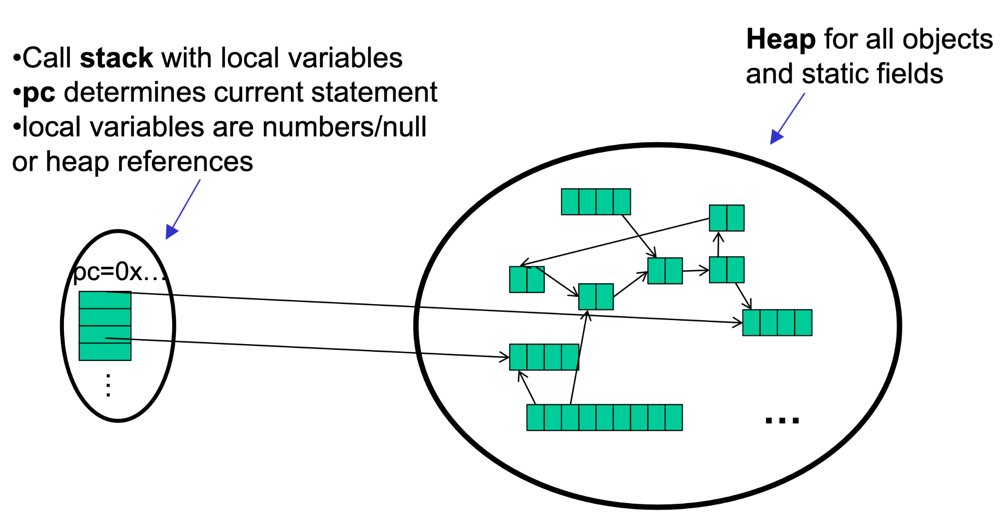 •Call stack with local variables
•pc determines current statement
•local variables are numbers/null
or heap references
Heap for all objects
and static fields
pc=0x…
⋮
…